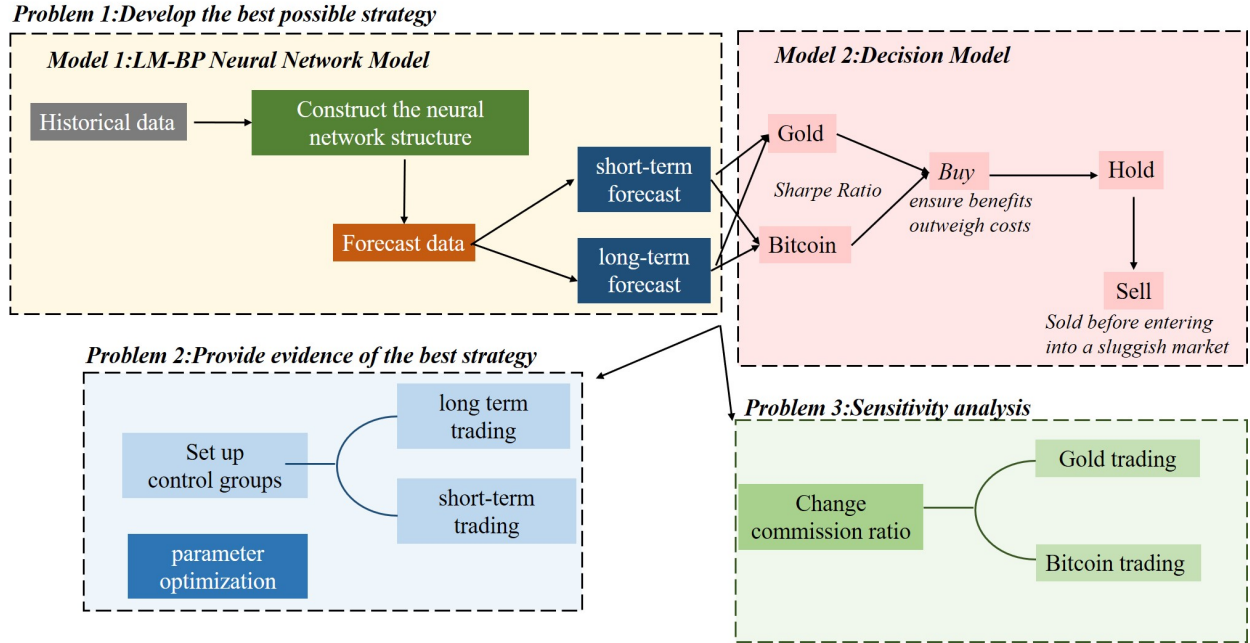 Problem 1:Develop the best possible strategy
Model 1:LM-BP Neural Network Model
Historical data
Construct the neural
network structure
Forecast data
short-term
forecast
long-term
forecast
Model 2:Decision Model
Gold
Sharpe Ratio
Bitcoin
Buy
ensure benefits
outweigh costs
Hold
Sell
Sold before entering
into a sluggish market
Problem 2:Provide evidence of the best strategy
Set up
control groups
long term
trading
short-term
trading
parameter
optimization
Problem 3:Sensitivity analysis
Change
commission ratio
Gold trading
Bitcoin trading